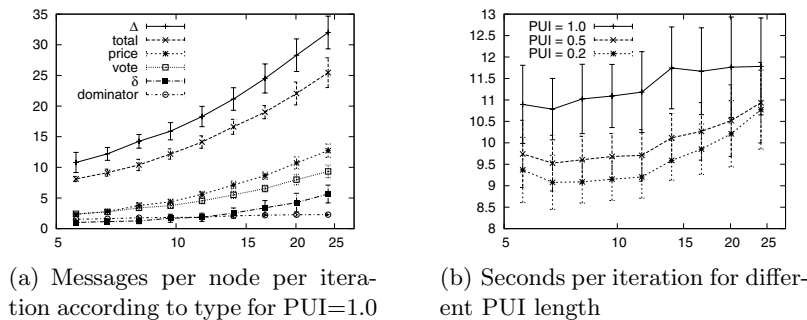 35
30
25
20
15
10
5
0
5 10 15 20 25
Δ
total
price
vote
δ
dominator
(a) Messages per node per itera-
tion according to type for PUI=1.0
13
12.5
12
11.5
11
10.5
10
9.5
9
8.5
8
5 10 15 20 25
PUI = 1.0
PUI = 0.5
PUI = 0.2
(b) Seconds per iteration for differ-
ent PUI length